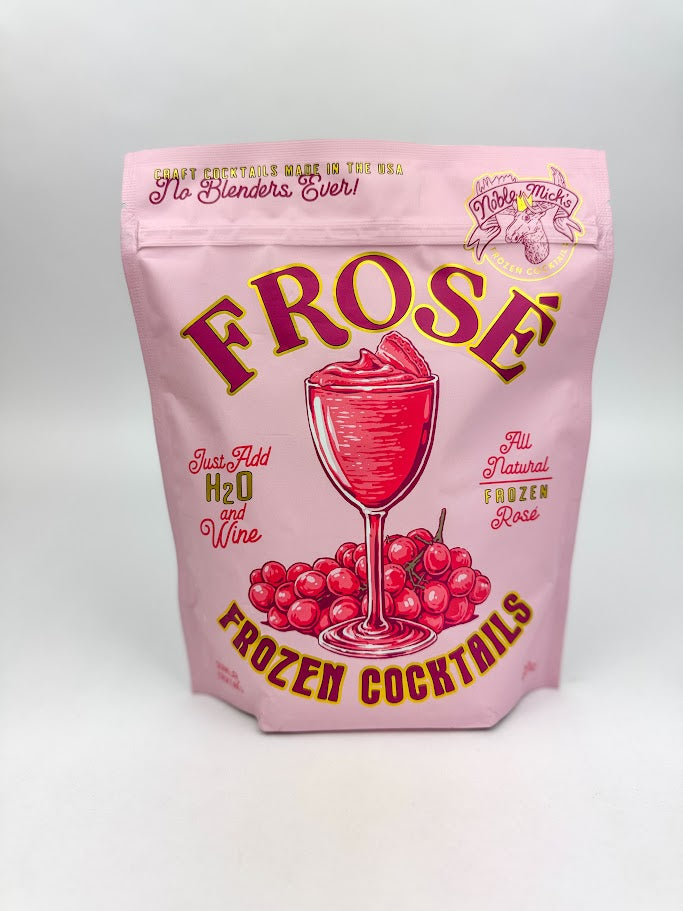 CRAFT COCKTAILS MADE IN THE USA
No Blenders, Ever!
Noble Mick's
FROZEN COCKTAILS
FROSÉ
Just Add
H2O
and
Wine
All
Natural
FROZEN
Rosé
FROZEN COCKTAILS